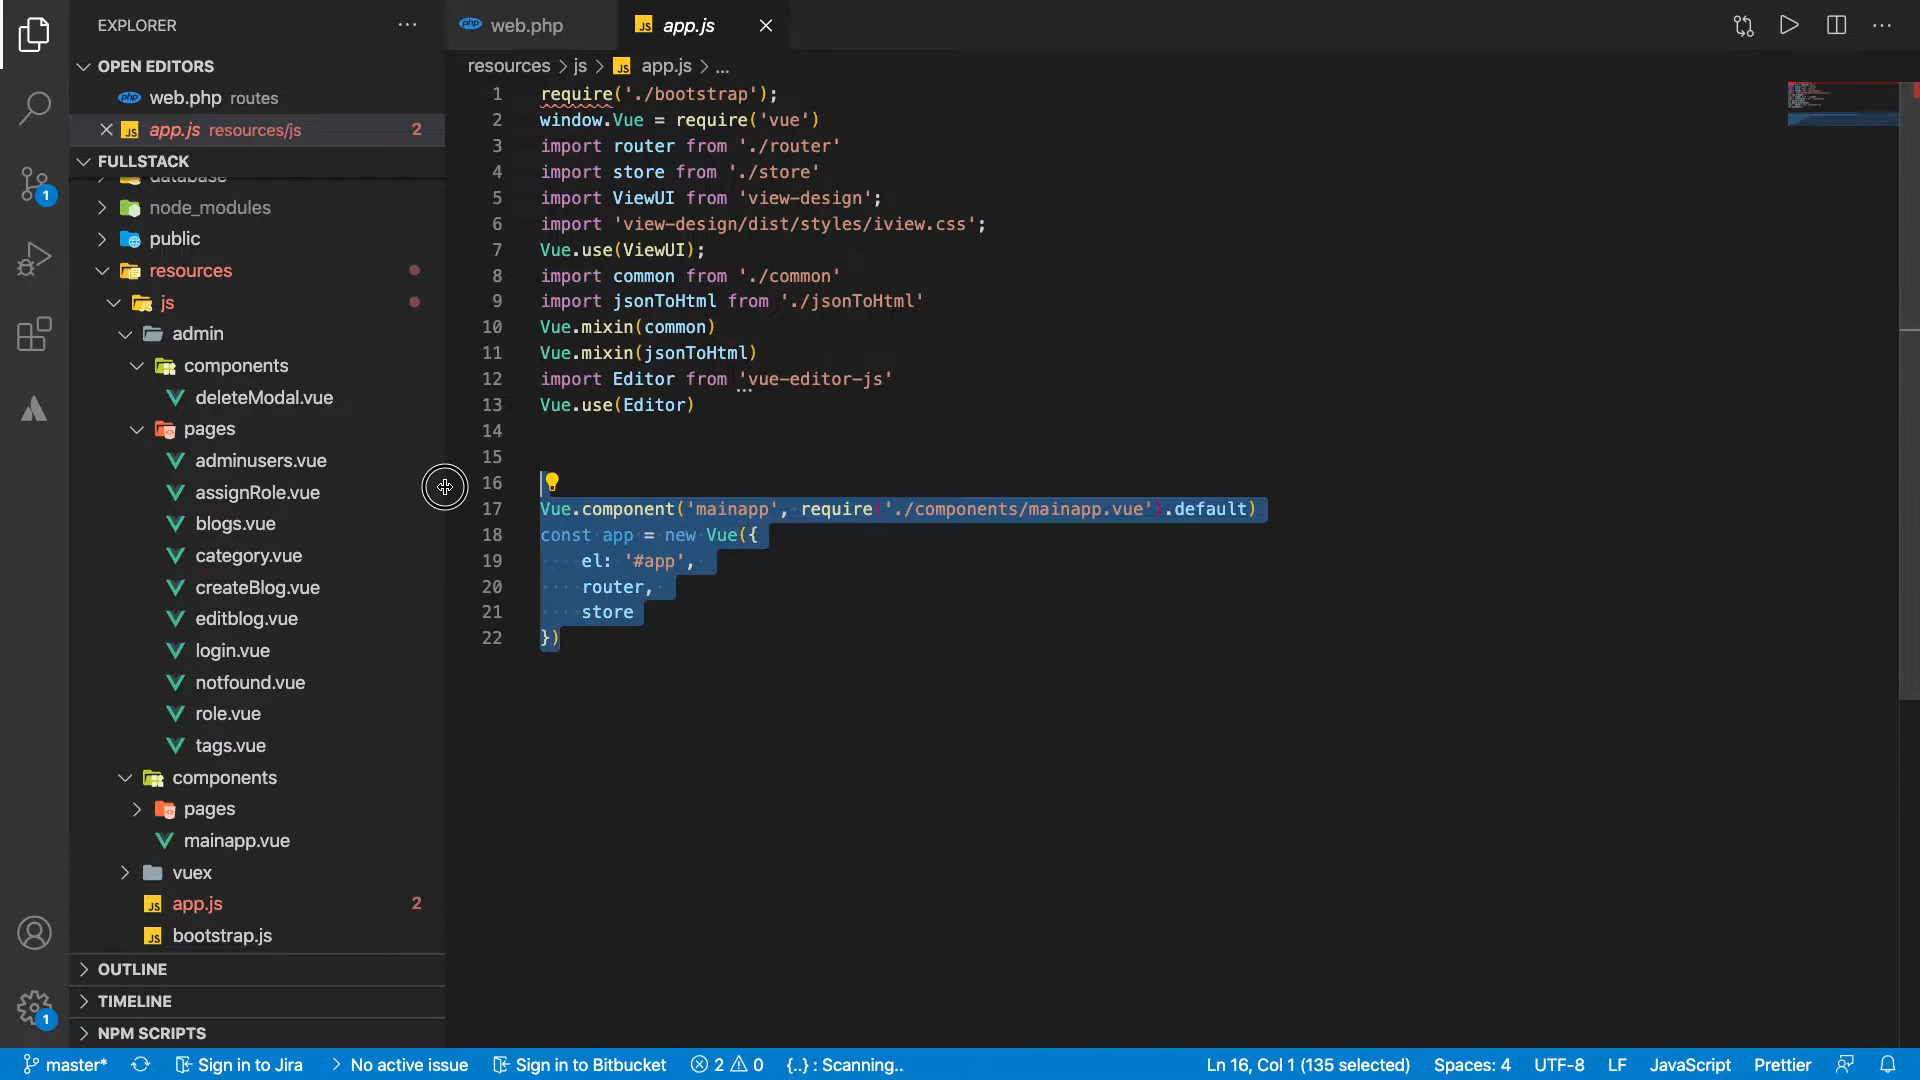 EXPLORER
OPEN EDITORS
web.php routes
app.js resources/js 2
FULLSTACK
database
node_modules
public
resources
js
admin
components
deleteModal.vue
pages
adminusers.vue
assignRole.vue
blogs.vue
category.vue
createBlog.vue
editblog.vue
login.vue
notfound.vue
role.vue
tags.vue
components
pages
mainapp.vue
vuex
app.js 2
bootstrap.js
OUTLINE
TIMELINE
NPM SCRIPTS
1
1
web.php
app.js
resources > js > JS app.js > ...
1 require('./bootstrap');
2 window.Vue = require('vue')
3 import router from './router'
4 import store from './store'
5 import ViewUI from 'view-design';
6 import 'view-design/dist/styles/iview.css';
7 Vue.use(ViewUI);
8 import common from './common'
9 import jsonToHtml from './jsonToHtml'
10 Vue.mixin(common)
11 Vue.mixin(jsonToHtml)
12 import Editor from 'vue-editor-js'
13 Vue.use(Editor)
14
15
16
17 Vue.component('mainapp', require('./components/mainapp.vue').default)
18 const app = new Vue({
19 el: '#app',
20 router,
21 store
22 })
master* Sign in to Jira No active issue Sign in to Bitbucket 2 0 {..} : Scanning.. Ln 16, Col 1 (135 selected) Spaces: 4 UTF-8 LF JavaScript Prettier